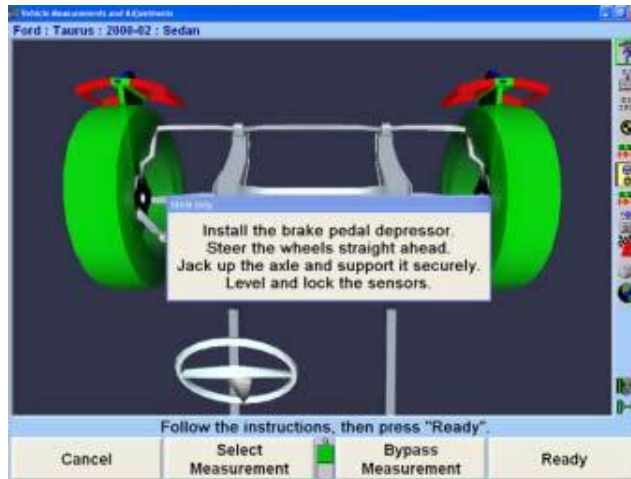 Vehicle Measurements and Adjustments
Ford : Taurus : 2000-02 : Sedan
Install the brake pedal depressor.
Steer the wheels straight ahead.
Jack up the axle and support it securely.
Level and lock the sensors.
Follow the instructions, then press "Ready".
Cancel
Select
Measurement
Bypass
Measurement
Ready